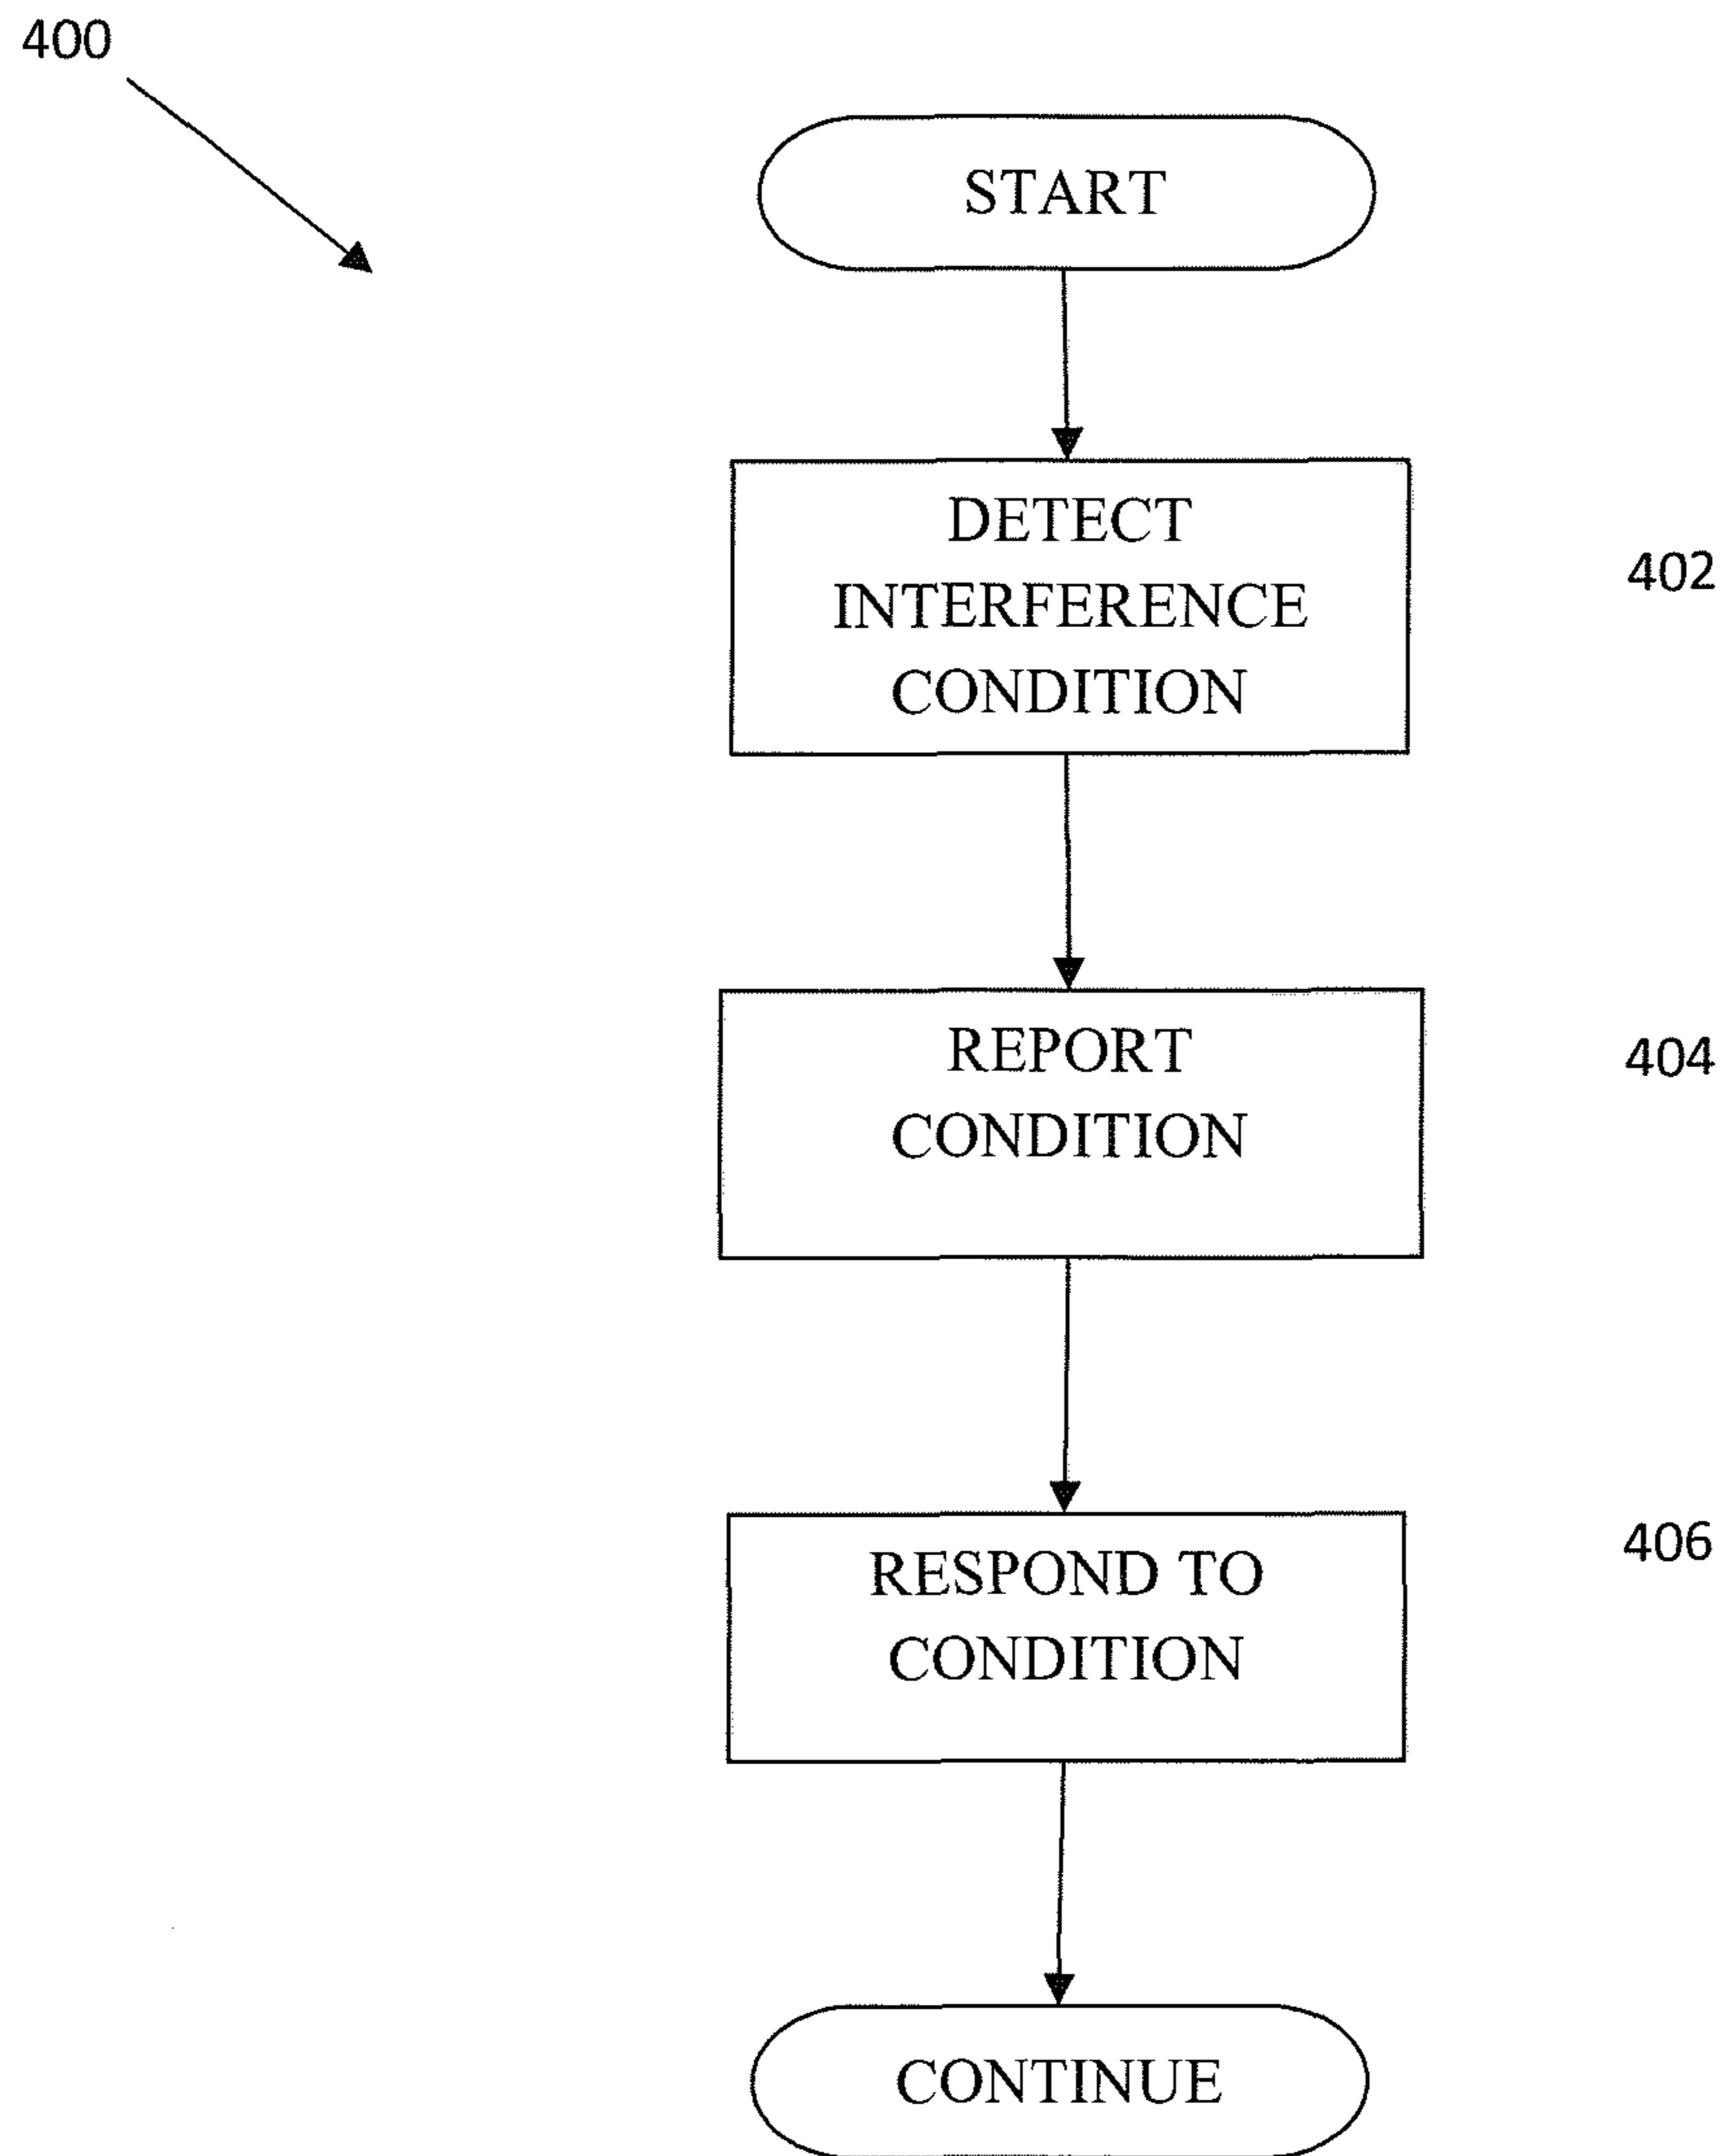 400
START
DETECT
INTERFERENCE
CONDITION
402
REPORT
CONDITION
404
RESPOND TO
CONDITION
406
CONTINUE